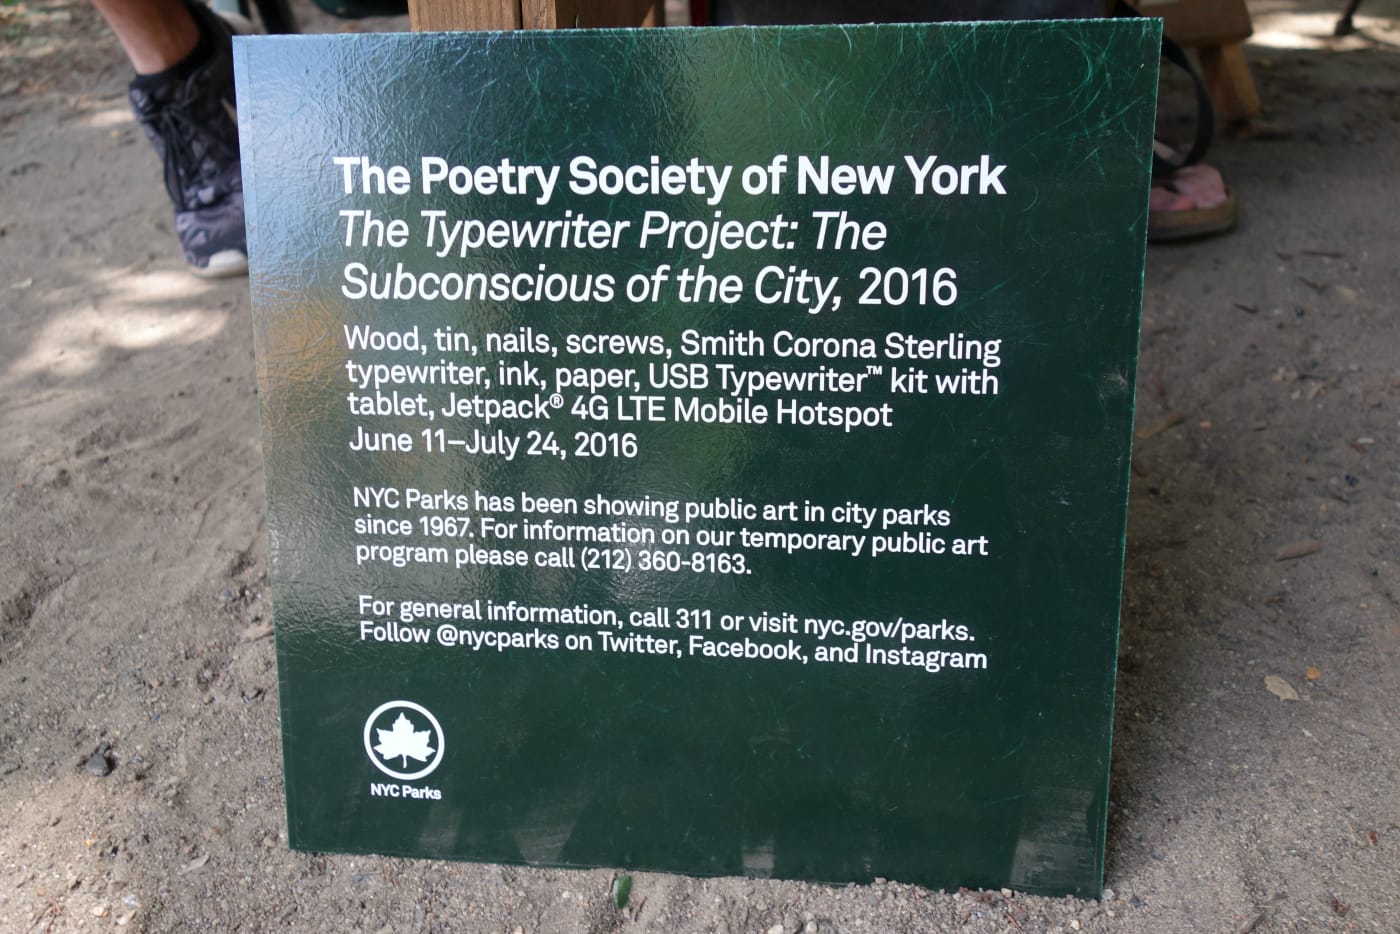 The Poetry Society of New York
The Typewriter Project: The
Subconscious of the City, 2016
Wood, tin, nails, screws, Smith Corona Sterling
typewriter, ink, paper, USB Typewriter™ kit with
tablet, Jetpack® 4G LTE Mobile Hotspot
June 11–July 24, 2016
NYC Parks has been showing public art in city parks
since 1967. For information on our temporary public art
program please call (212) 360-8163.
For general information, call 311 or visit nyc.gov/parks.
Follow @nycparks on Twitter, Facebook, and Instagram
NYC Parks